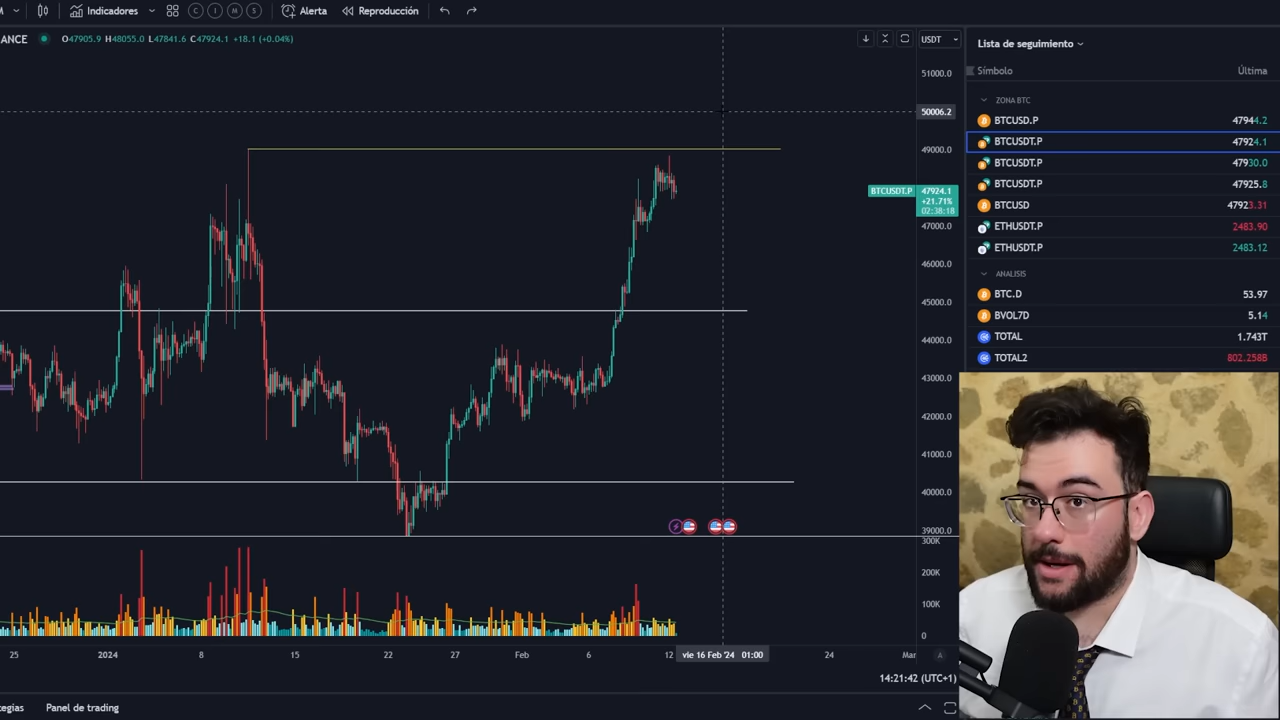 M
Indicadores
Alerta
Reproducción
ANCE
O47905.9 H48055.0 L47841.6 C47924.1 +18.1 (+0.04%)
USDT
51000.0
50006.2
49000.0
BTCUSDT.P
47924.1
+21.71%
02:38:18
47000.0
46000.0
45000.0
44000.0
43000.0
42000.0
41000.0
40000.0
39000.0
300K
200K
100K
0
25
2024
8
15
22
27
Feb
6
12
vie 16 Feb '24 01:00
24
Mar
A
14:21:42 (UTC+1)
egias
Panel de trading
Lista de seguimiento
Símbolo
Última
ZONA BTC
BTCUSD.P 47944.2
BTCUSDT.P 47924.1
BTCUSDT.P 47930.0
BTCUSDT.P 47925.8
BTCUSD 47923.31
ETHUSDT.P 2483.90
ETHUSDT.P 2483.12
ANALISIS
BTC.D 53.97
BVOL7D 5.14
TOTAL 1.743T
TOTAL2 802.258B